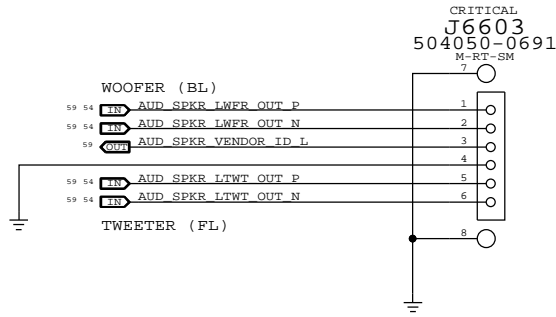 CRITICAL
J6603
504050-0691
M-RT-SM
7
WOOFER (BL)
59 54 IN AUD_SPKR_LWFR_OUT_P 1
59 54 IN AUD_SPKR_LWFR_OUT_N 2
59 OUT AUD_SPKR_VENDOR_ID_L 3
4
59 54 IN AUD_SPKR_LTWT_OUT_P 5
59 54 IN AUD_SPKR_LTWT_OUT_N 6
TWEETER (FL)
8